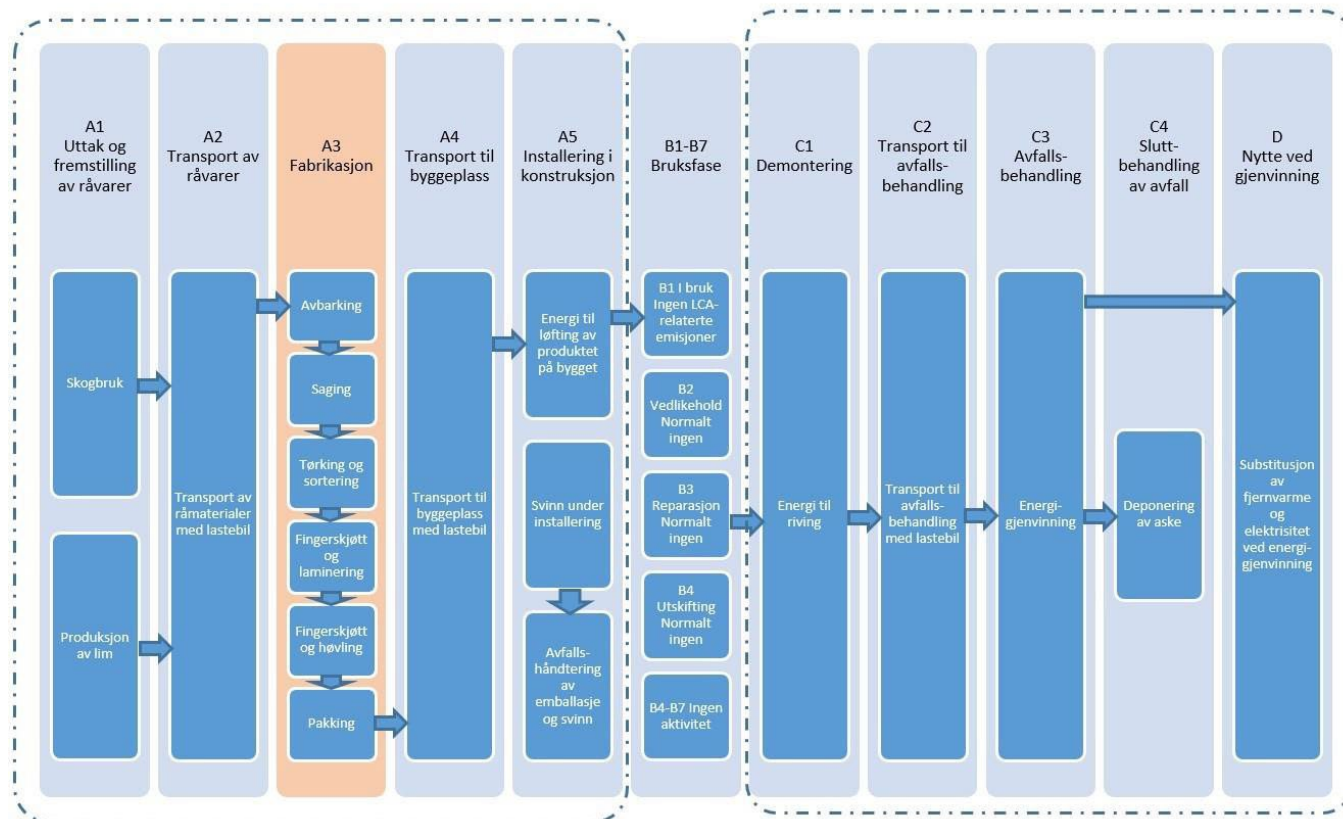 A1
Uttak og
fremstilling
av råvarer
A2
Transport av
råvarer
A3
Fabrikasjon
A4
Transport til
byggeplass
A5
Installering i
konstruksjon
B1-B7
Bruksfase
C1
Demontering
C2
Transport til
avfalls-
behandling
C3
Avfalls-
behandling
C4
Slutt-
behandling
av avfall
D
Nytte ved
gjenvinning
Skogbruk
Produksjon
av lim
Transport av
råmaterialer
med lastebil
Avbarking
Saging
Tørking og
sortering
Fingerskjøtt
og
laminering
Fingerskjøtt
og høvling
Pakking
Transport til
byggeplass
med lastebil
Energi til
løfting av
produktet
på bygget
Svinn under
installering
Avfalls-
håndtering
av
emballasje
og svinn
B1 I bruk
Ingen LCA-
relaterte
emisjoner
B2
Vedlikehold
Normalt
ingen
B3
Reparasjon
Normalt
ingen
B4
Utskifting
Normalt
ingen
B4-B7 Ingen
aktivitet
Energi til
riving
Transport til
avfalls-
behandling
med lastebil
Energi-
gjenvinning
Deponering
av aske
Substitusjon
av
fjernvarme
og
elektrisitet
ved energi-
gjenvinning